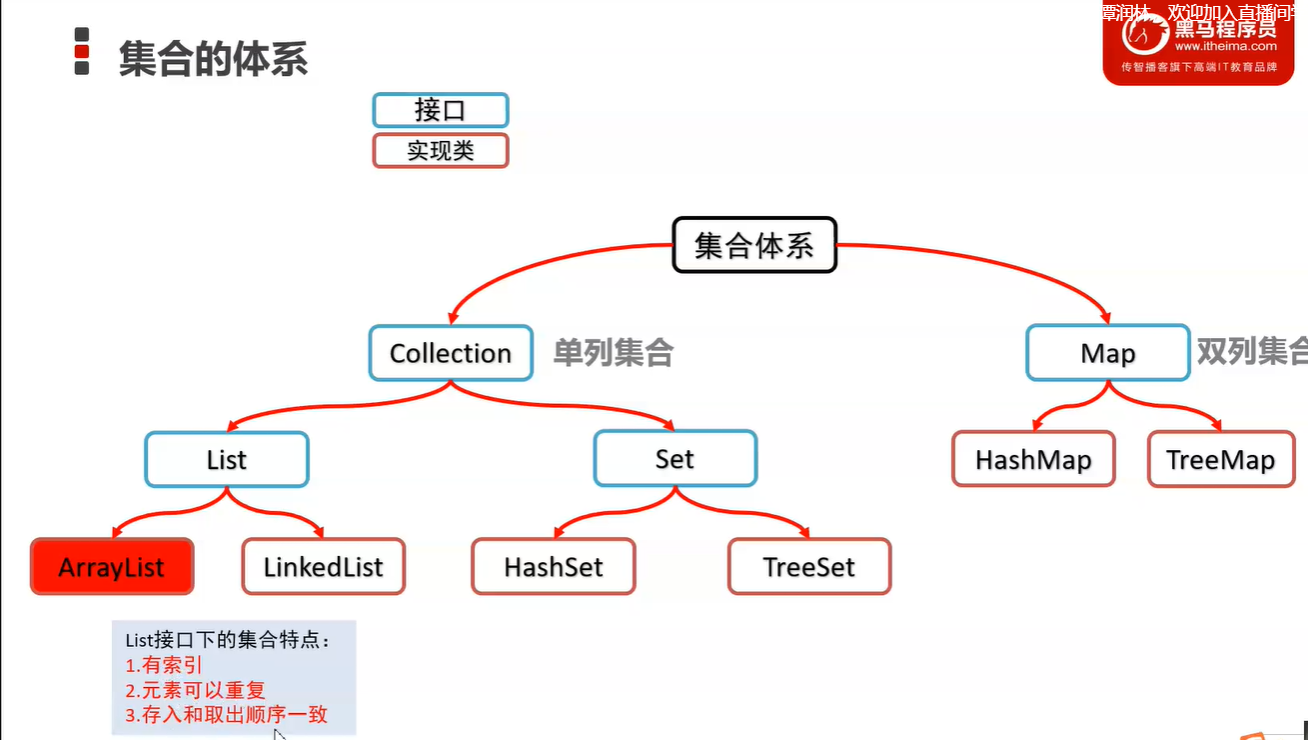 谭润林，欢迎加入直播间学
黑马程序员
www.itheima.com
传智播客旗下高端IT教育品牌
集合的体系
接口
实现类
集合体系
Collection
单列集合
Map
双列集合
List
Set
HashMap
TreeMap
ArrayList
LinkedList
HashSet
TreeSet
List接口下的集合特点：
1.有索引
2.元素可以重复
3.存入和取出顺序一致